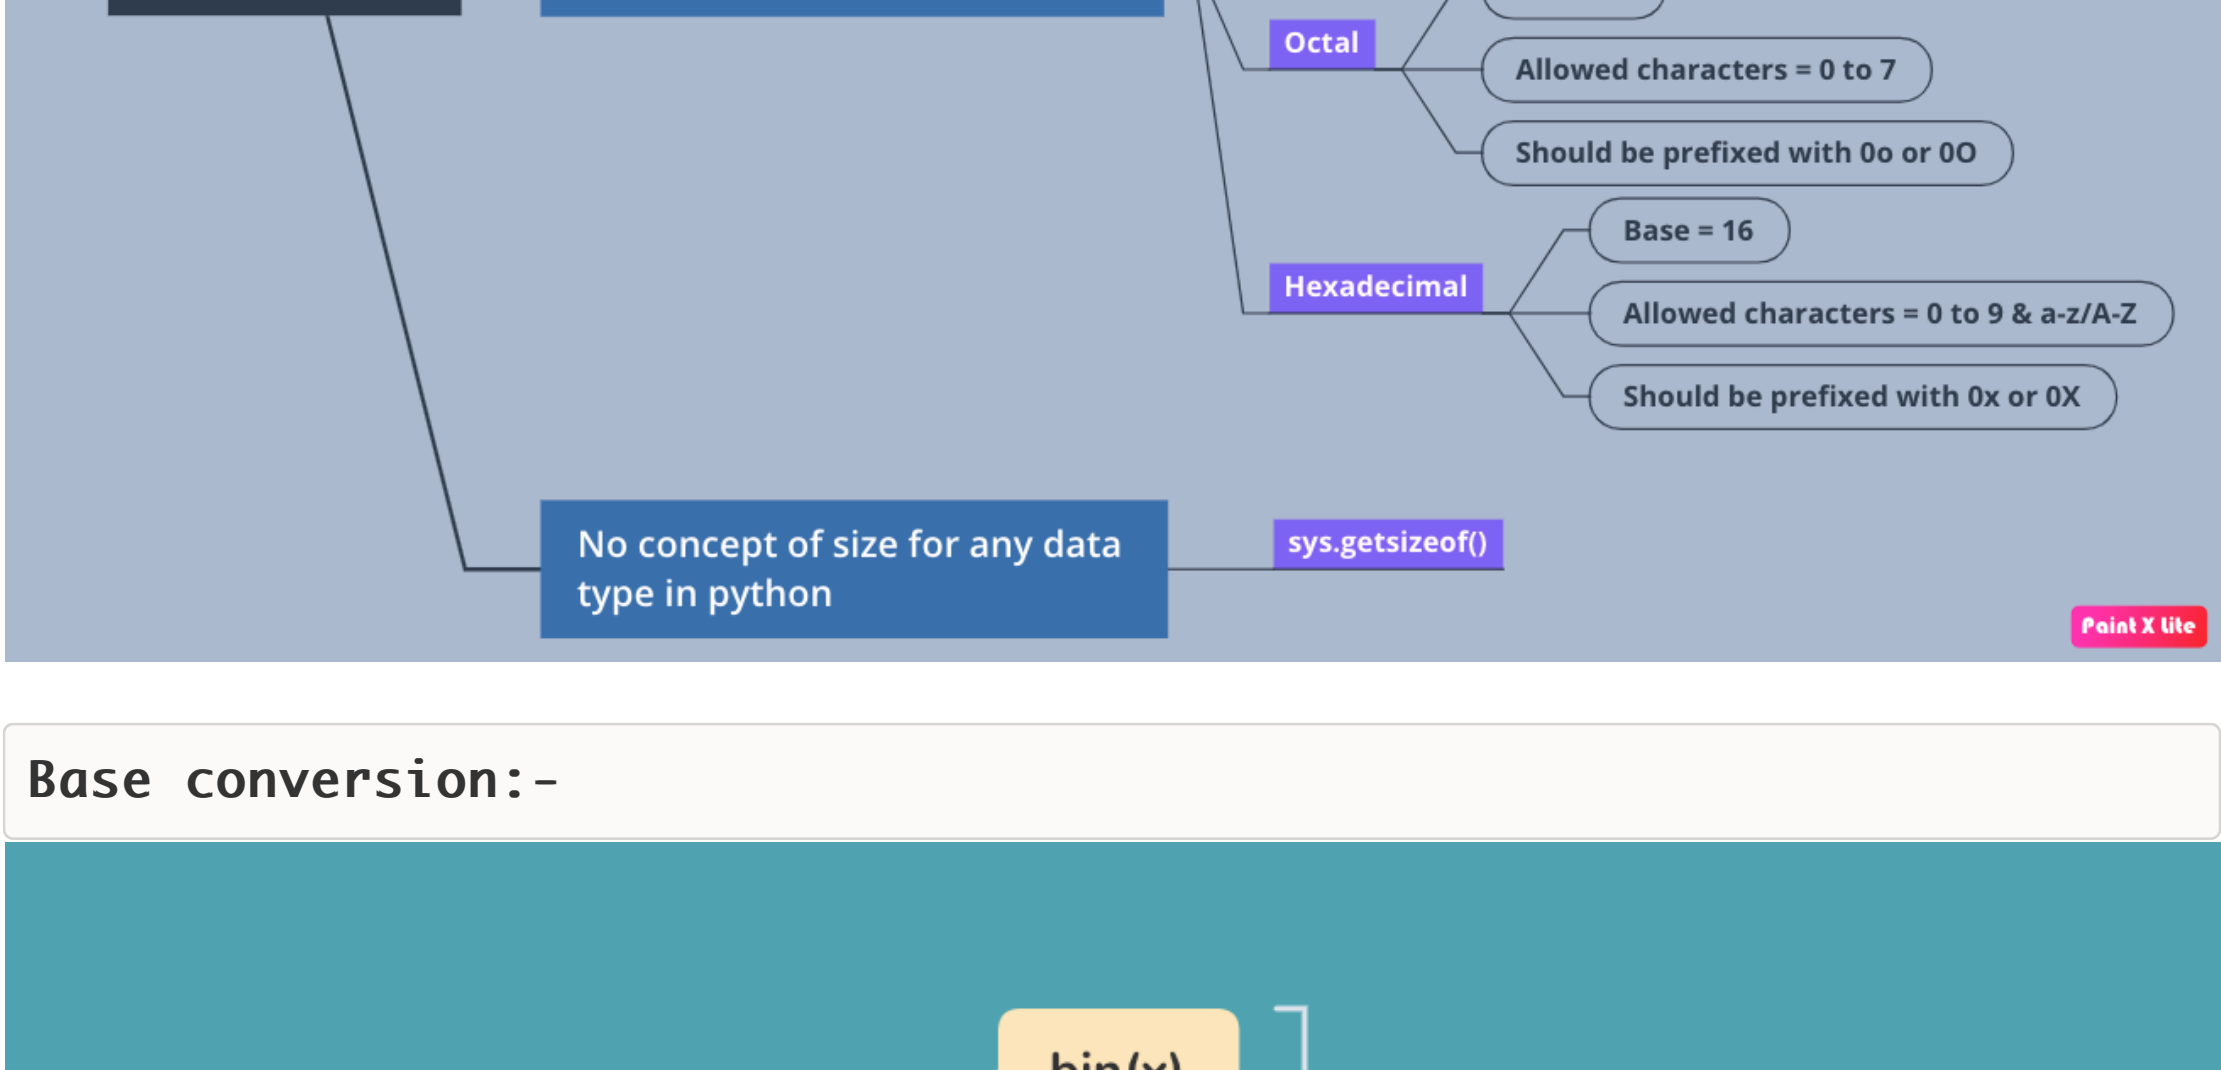 Octal
Allowed characters = 0 to 7
Should be prefixed with 0o or 0O
Base = 16
Hexadecimal
Allowed characters = 0 to 9 & a-z/A-Z
Should be prefixed with 0x or 0X
No concept of size for any data
type in python
sys.getsizeof()
Paint X lite
Base conversion:-
bin(x)